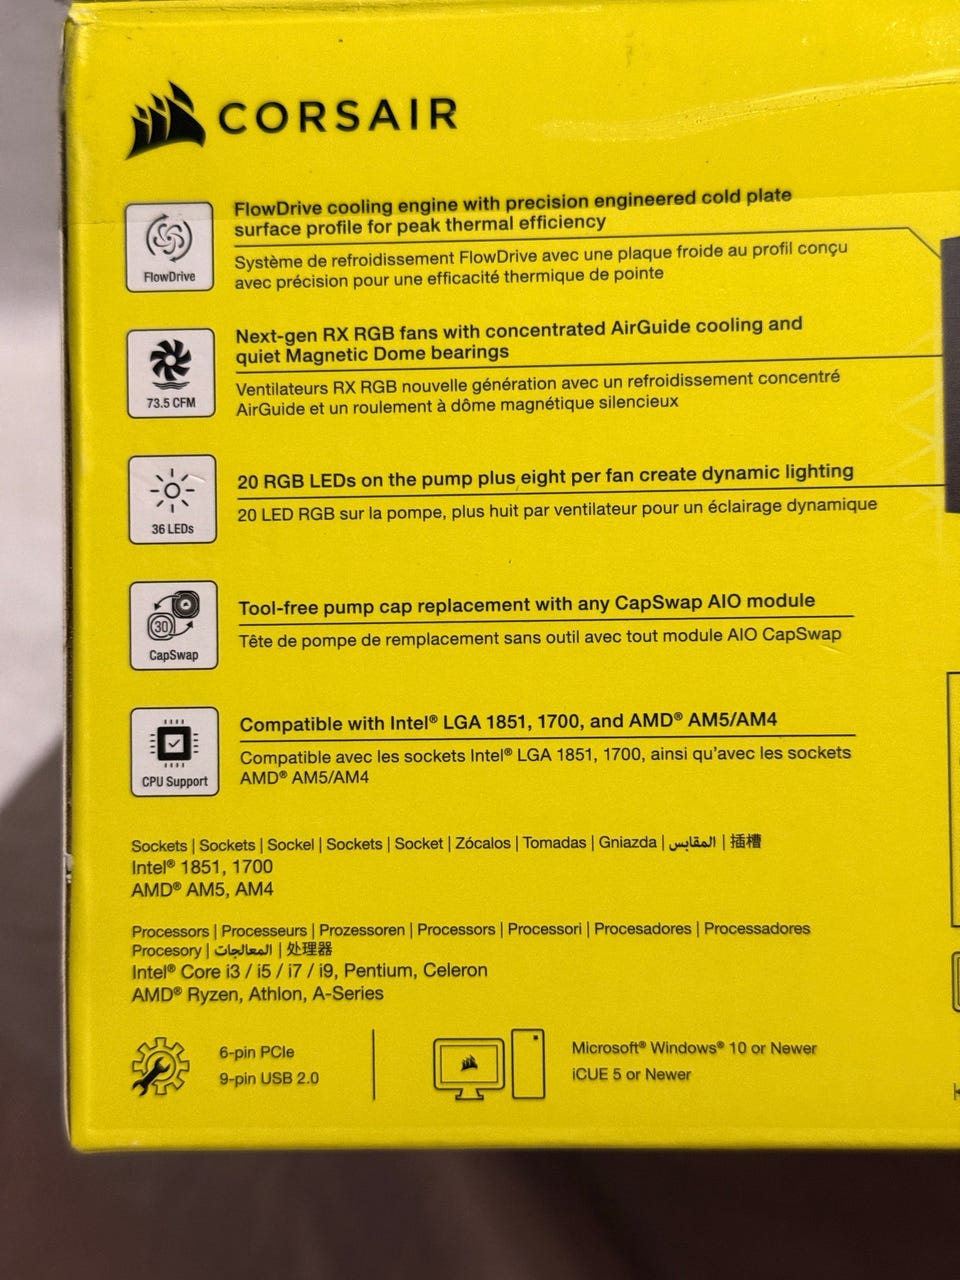 CORSAIR
FlowDrive
FlowDrive cooling engine with precision engineered cold plate
surface profile for peak thermal efficiency
Système de refroidissement FlowDrive avec une plaque froide au profil conçu
avec précision pour une efficacité thermique de pointe
73.5 CFM
Next-gen RX RGB fans with concentrated AirGuide cooling and
quiet Magnetic Dome bearings
Ventilateurs RX RGB nouvelle génération avec un refroidissement concentré
AirGuide et un roulement à dôme magnétique silencieux
36 LEDs
20 RGB LEDs on the pump plus eight per fan create dynamic lighting
20 LED RGB sur la pompe, plus huit par ventilateur pour un éclairage dynamique
30
CapSwap
Tool-free pump cap replacement with any CapSwap AIO module
Tête de pompe de remplacement sans outil avec tout module AIO CapSwap
CPU Support
Compatible with Intel® LGA 1851, 1700, and AMD® AM5/AM4
Compatible avec les sockets Intel® LGA 1851, 1700, ainsi qu'avec les sockets
AMD® AM5/AM4
Sockets | Sockets | Sockel | Sockets | Socket | Zócalos | Tomadas | Gniazda | المقابس | 插槽
Intel® 1851, 1700
AMD® AM5, AM4
Processors | Processeurs | Prozessoren | Processors | Processori | Procesadores | Processadores
Procesory | المعالجات | 处理器
Intel® Core i3 / i5 / i7 / i9, Pentium, Celeron
AMD® Ryzen, Athlon, A-Series
6-pin PCIe
9-pin USB 2.0
Microsoft® Windows® 10 or Newer
iCUE 5 or Newer